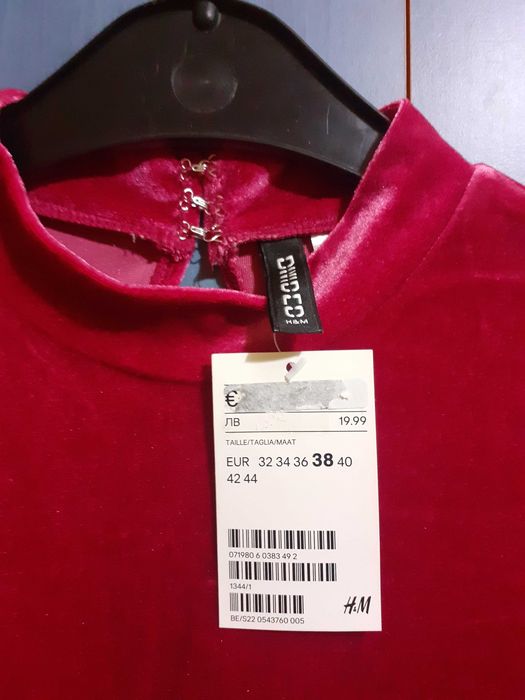 DIVIDED
H&M
€
ЛВ 19.99
TAILLE/TAGLIA/MAAT
EUR 32 34 36 38 40
42 44
071980 6 0383 49 2
1344/1
BE/S22 0543760 005
H&M